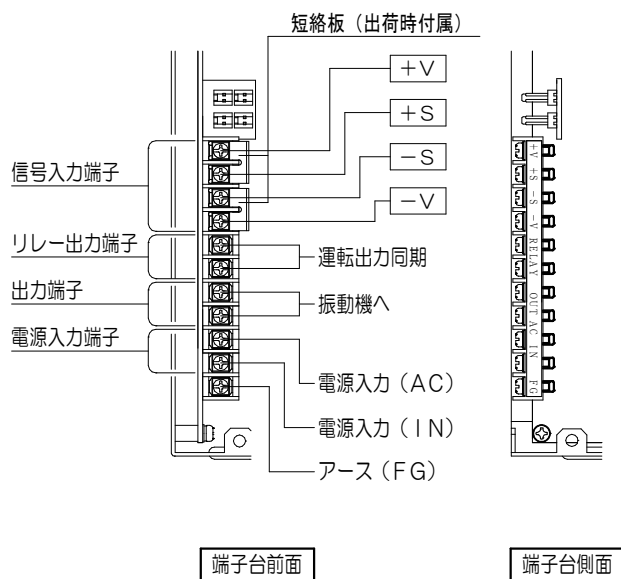 短絡板（出荷時付属）
＋V
＋S
－S
－V
信号入力端子
リレー出力端子
運転出力同期
出力端子
振動機へ
電源入力端子
電源入力（AC）
電源入力（IN）
アース（FG）
+V
+S
-S
-V
RELAY
OUT
AC IN
FG
端子台前面
端子台側面